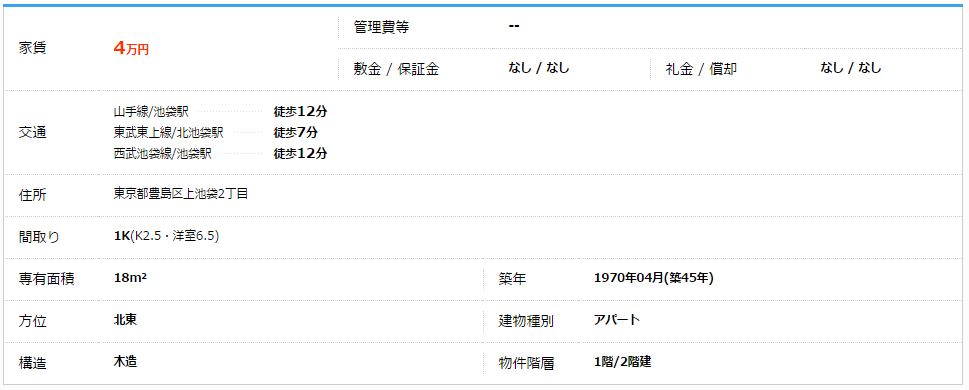 家賃 4万円 管理費等 --
敷金 / 保証金 なし / なし 礼金 / 償却 なし / なし
交通
山手線/池袋駅 徒歩12分
東武東上線/北池袋駅 徒歩7分
西武池袋線/池袋駅 徒歩12分
住所 東京都豊島区上池袋2丁目
間取り 1K(K2.5・洋室6.5)
専有面積 18m² 築年 1970年04月(築45年)
方位 北東 建物種別 アパート
構造 木造 物件階層 1階/2階建